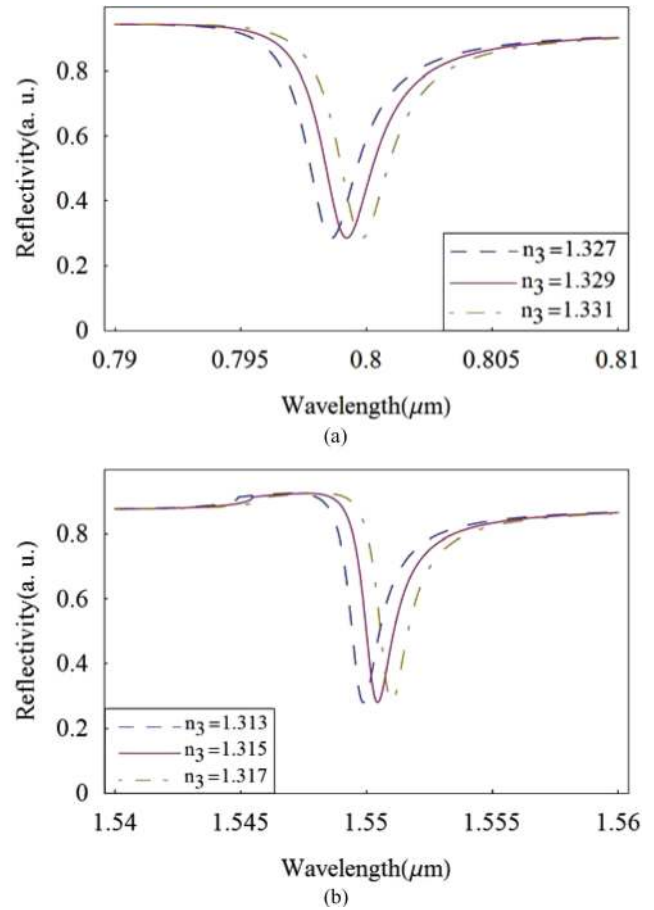 Reflectivity(a. u.)
0.8
0.6
0.4
0.2
0
n3=1.327
n3=1.329
n3=1.331
0.79
0.795
0.8
0.805
0.81
Wavelength(μm)
(a)
Reflectivity(a. u.)
0.8
0.6
0.4
0.2
0
n3=1.313
n3=1.315
n3=1.317
1.54
1.545
1.55
1.555
1.56
Wavelength(μm)
(b)